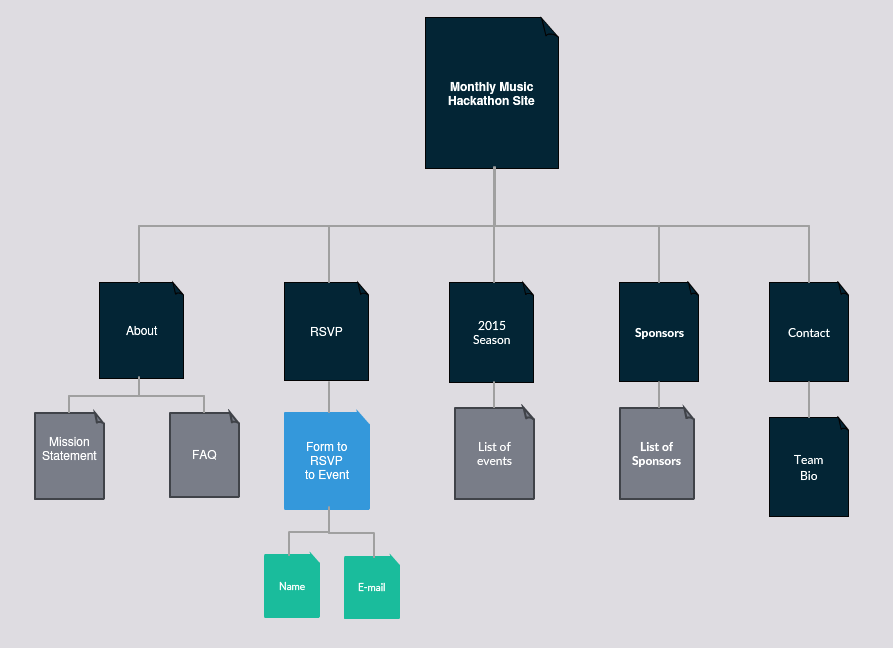 Monthly Music
Hackathon Site
About
RSVP
2015
Season
Sponsors
Contact
Mission
Statement
FAQ
Form to
RSVP
to Event
List of
events
List of
Sponsors
Team
Bio
Name
E-mail